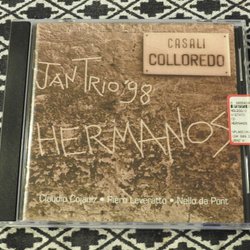 CASALI
COLLOREDO
JAN TRIO '98
HERMANOS
Claudio Cojaniz • Piero Leveratto • Nello da Pont